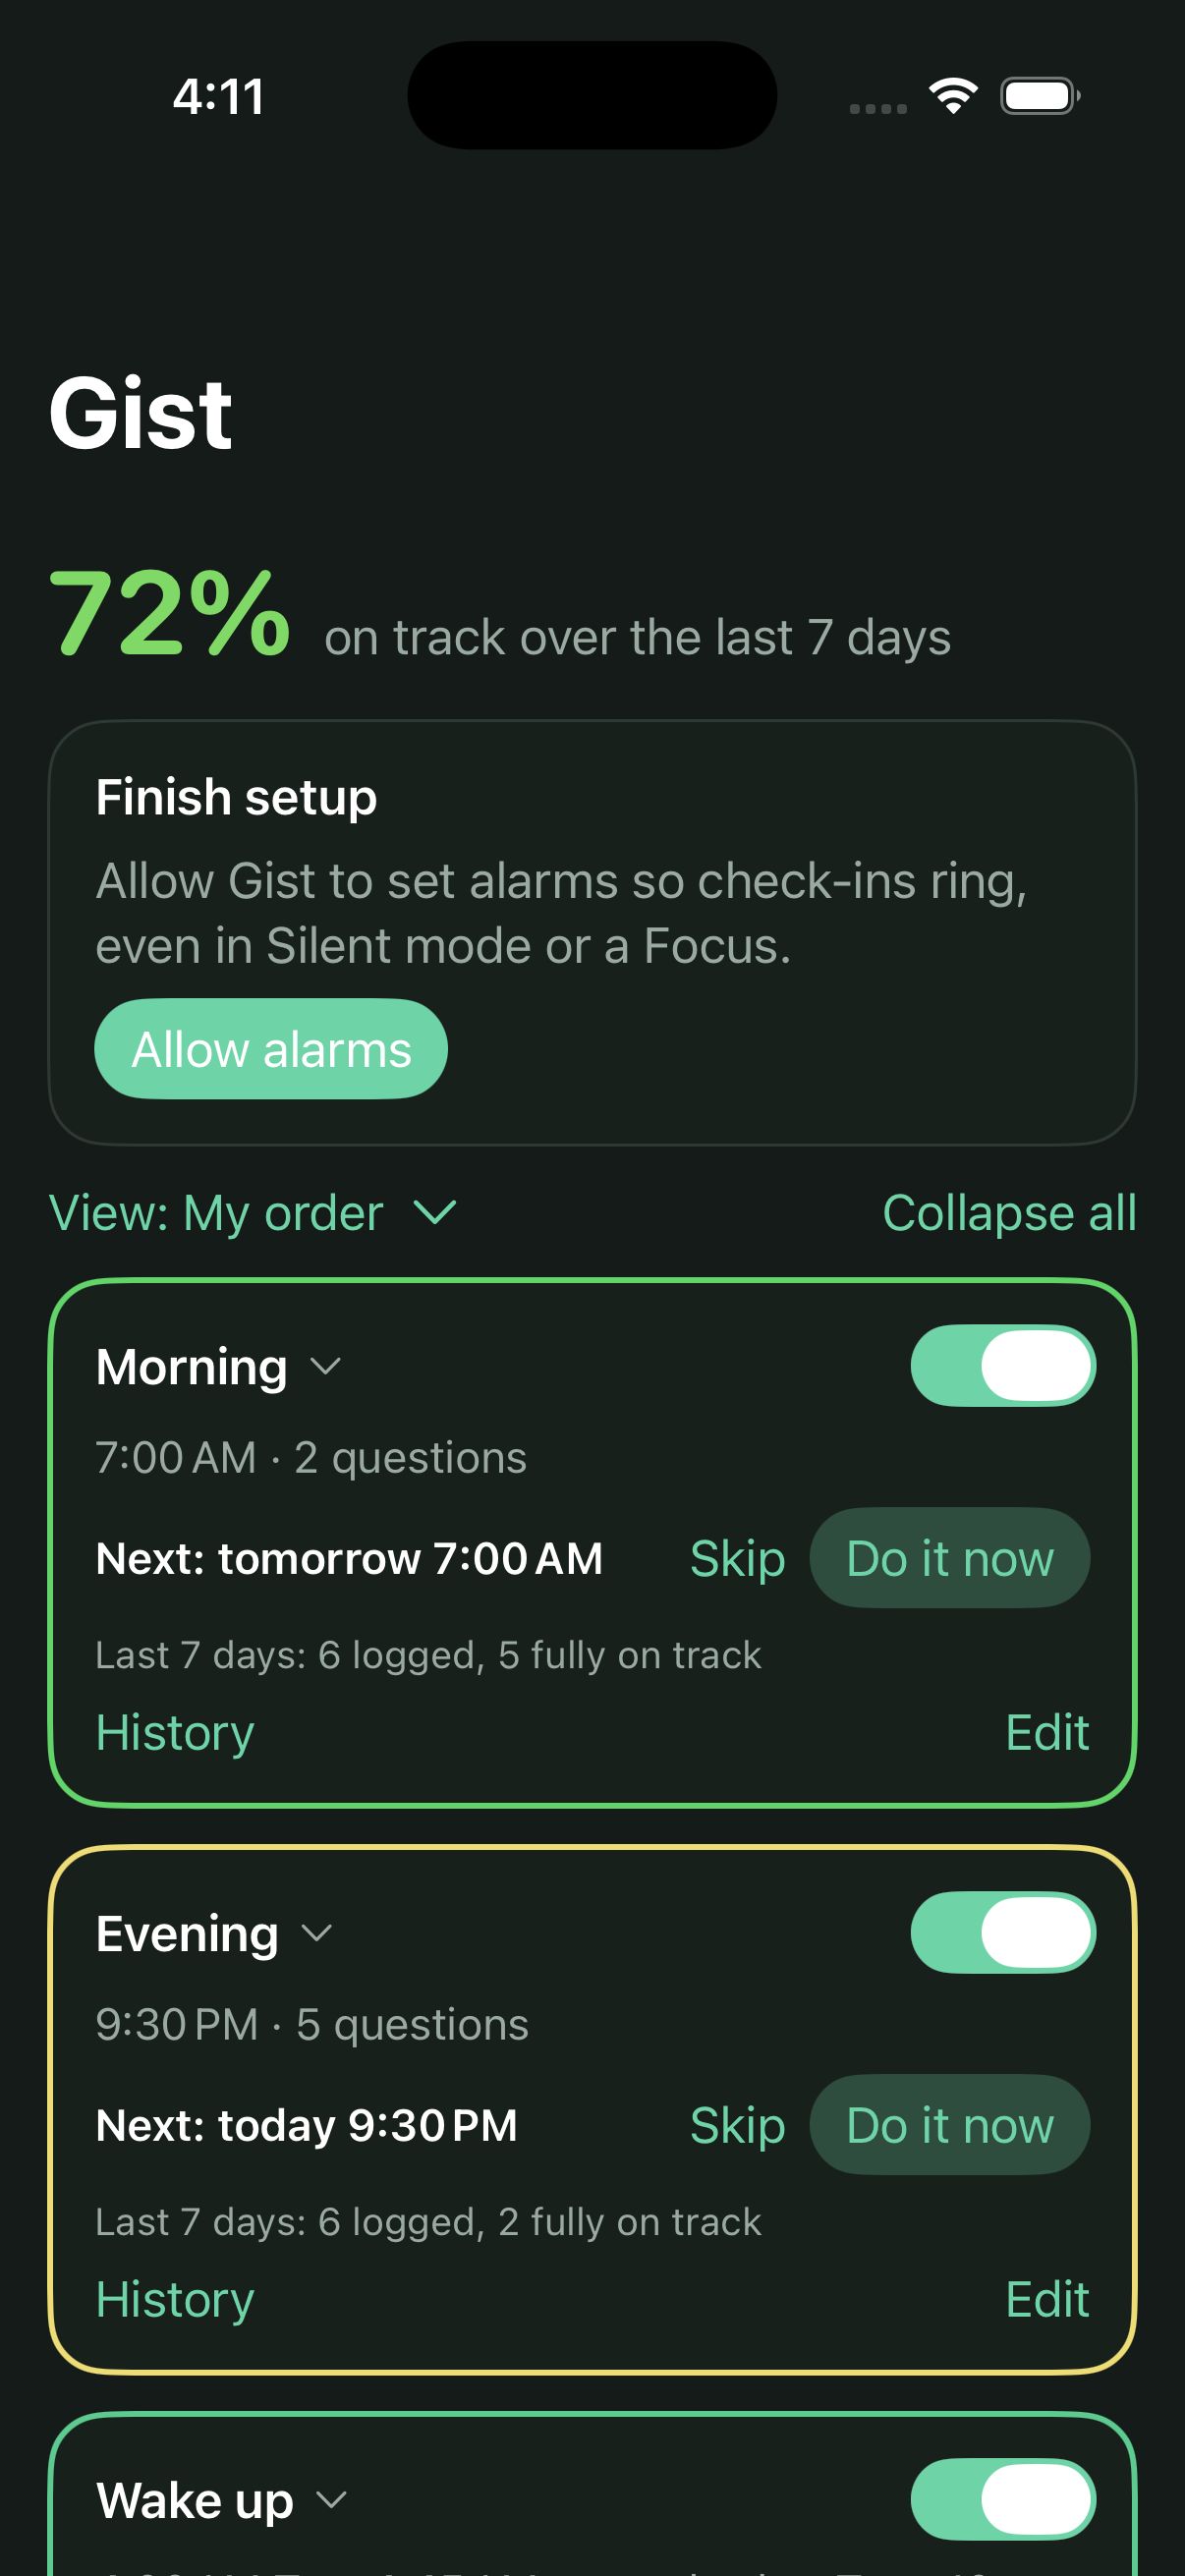 4:11
Gist
72% on track over the last 7 days
Finish setup
Allow Gist to set alarms so check-ins ring,
even in Silent mode or a Focus.
Allow alarms
View: My order Collapse all
Morning
7:00 AM · 2 questions
Next: tomorrow 7:00 AM Skip Do it now
Last 7 days: 6 logged, 5 fully on track
History Edit
Evening
9:30 PM · 5 questions
Next: today 9:30 PM Skip Do it now
Last 7 days: 6 logged, 2 fully on track
History Edit
Wake up